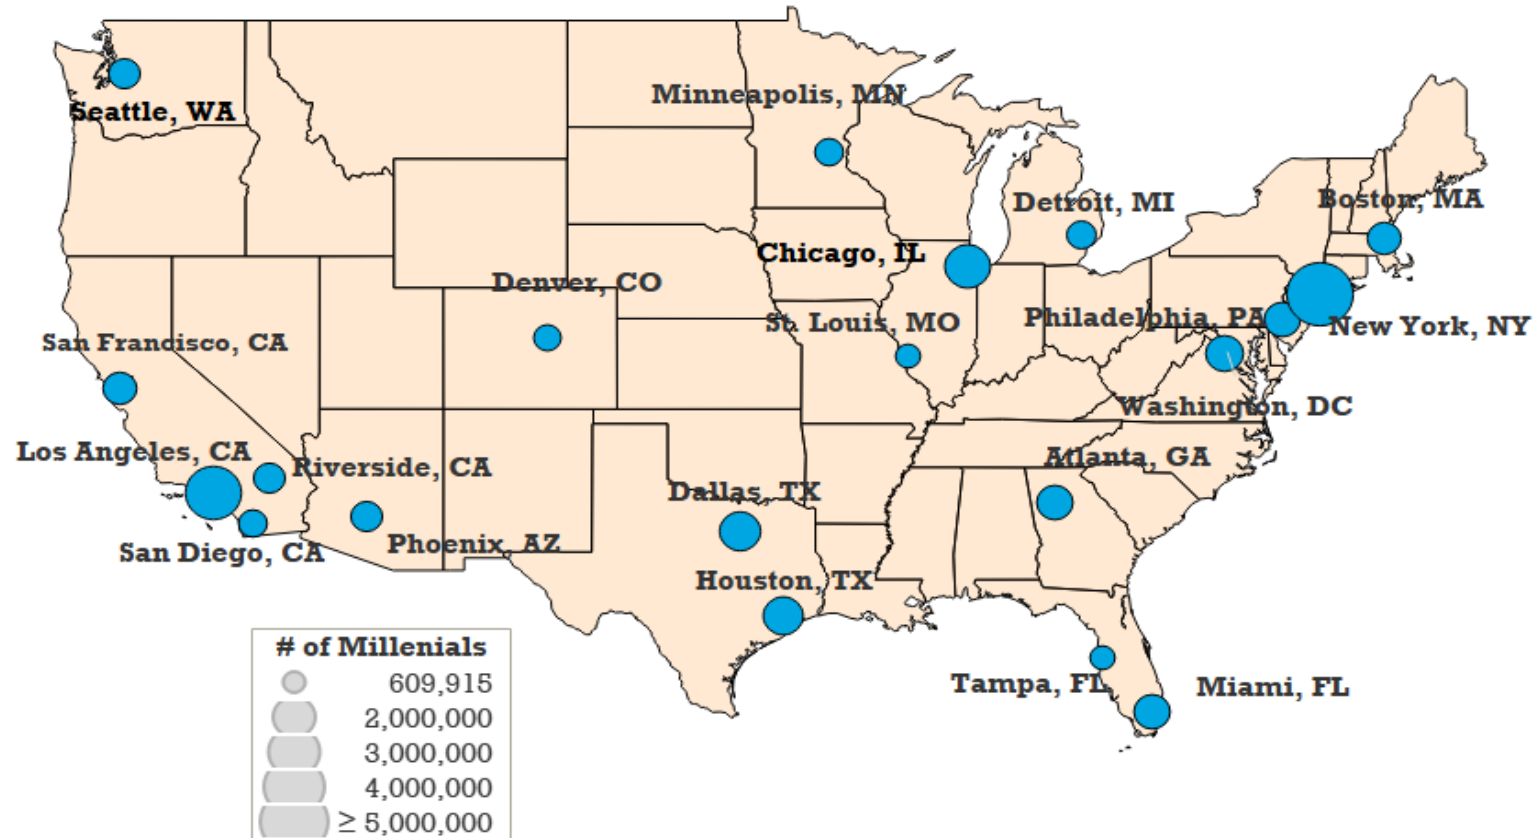 Minneapolis, MN
Seattle, WA
Boston, MA
Detroit, MI
Chicago, IL
Denver, CO
St. Louis, MO
Philadelphia, PA
New York, NY
San Francisco, CA
Washington, DC
Los Angeles, CA
Riverside, CA
Atlanta, GA
Dallas, TX
Phoenix, AZ
San Diego, CA
Houston, TX
Tampa, FL
Miami, FL
# of Millenials
609,915
2,000,000
3,000,000
4,000,000
≥ 5,000,000